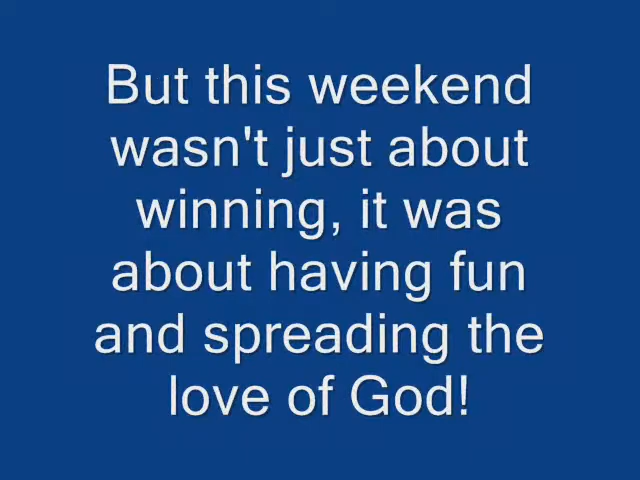 But this weekend
wasn't just about
winning, it was
about having fun
and spreading the
love of God!